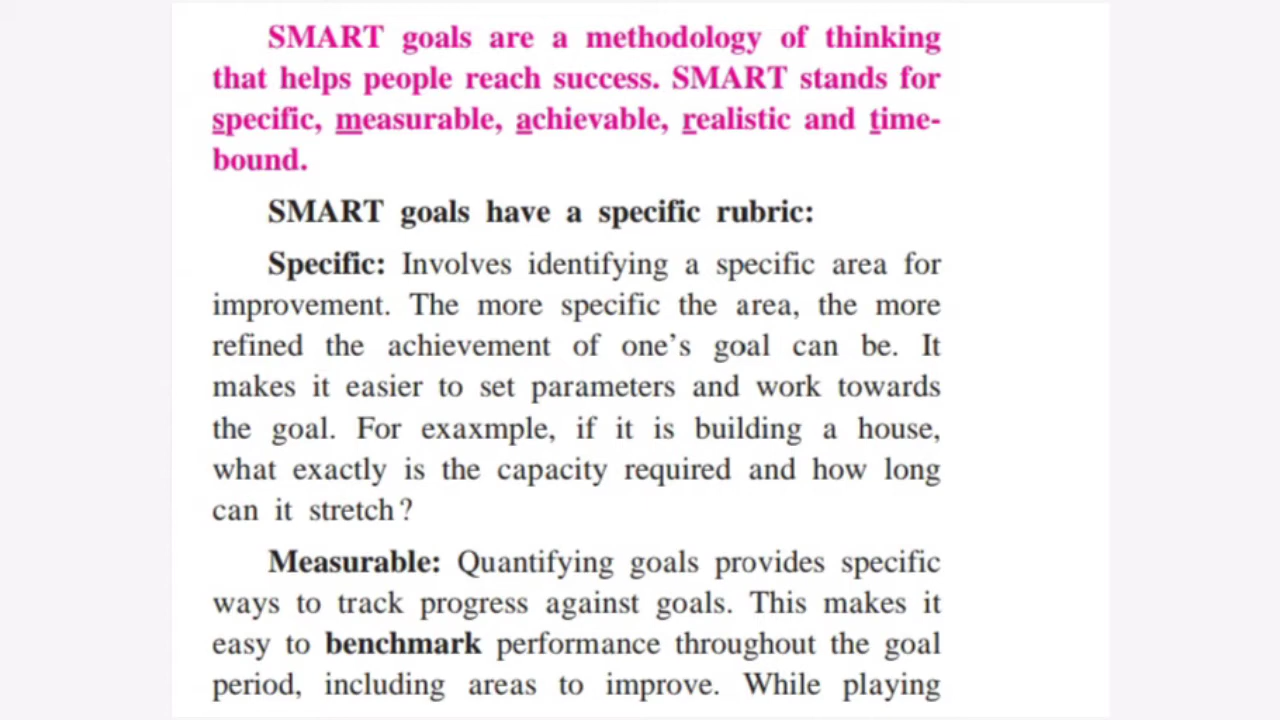 SMART goals are a methodology of thinking
that helps people reach success. SMART stands for
specific, measurable, achievable, realistic and time-
bound.
SMART goals have a specific rubric:
Specific: Involves identifying a specific area for
improvement. The more specific the area, the more
refined the achievement of one's goal can be. It
makes it easier to set parameters and work towards
the goal. For exaxmple, if it is building a house,
what exactly is the capacity required and how long
can it stretch?
Measurable: Quantifying goals provides specific
ways to track progress against goals. This makes it
easy to benchmark performance throughout the goal
period, including areas to improve. While playing